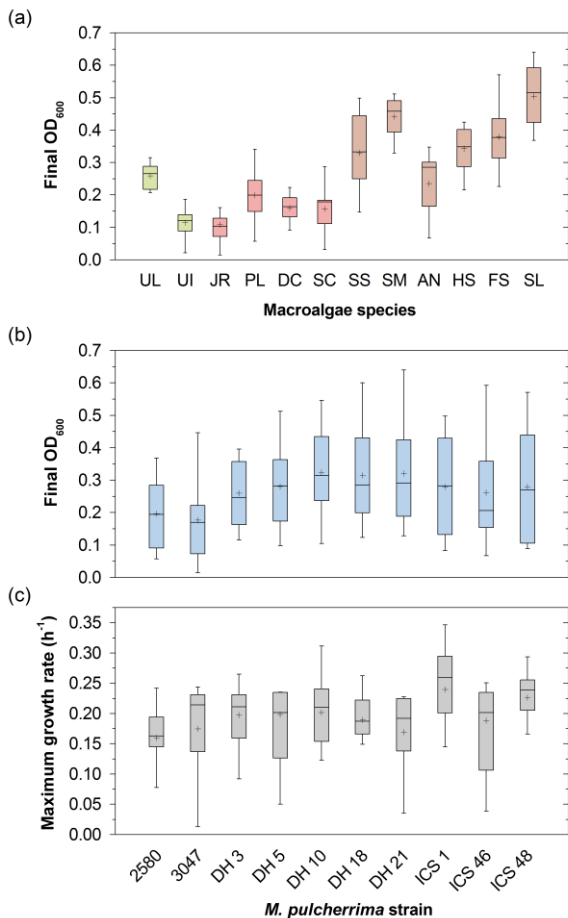 (a)
Final OD600
0.7
0.6
0.5
0.4
0.3
0.2
0.1
0.0
UL UI JR PL DC SC SS SM AN HS FS SL
Macroalgae species
(b)
Final OD600
0.7
0.6
0.5
0.4
0.3
0.2
0.1
0.0
(c)
Maximum growth rate (h-1)
0.35
0.30
0.25
0.20
0.15
0.10
0.05
0.00
2580 3047 DH 3 DH 5 DH 10 DH 18 DH 21 ICS 1 ICS 46 ICS 48
M. pulcherrima strain